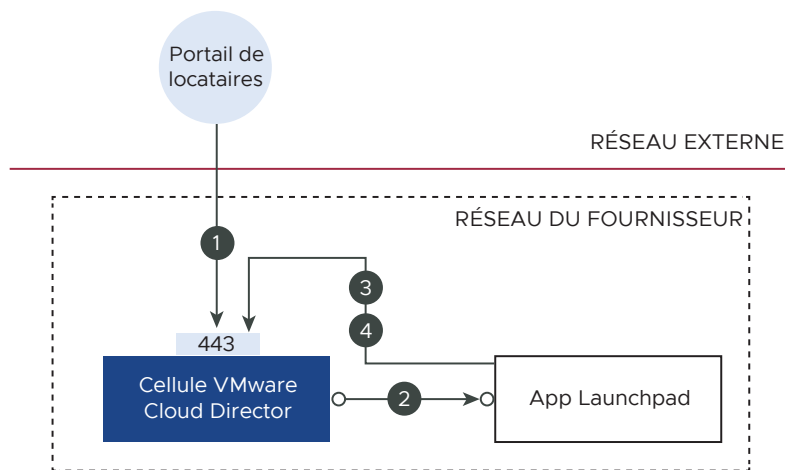 Portail de
locataires
RÉSEAU EXTERNE
RÉSEAU DU FOURNISSEUR
1
3
4
443
Cellule VMware
Cloud Director
2
App Launchpad